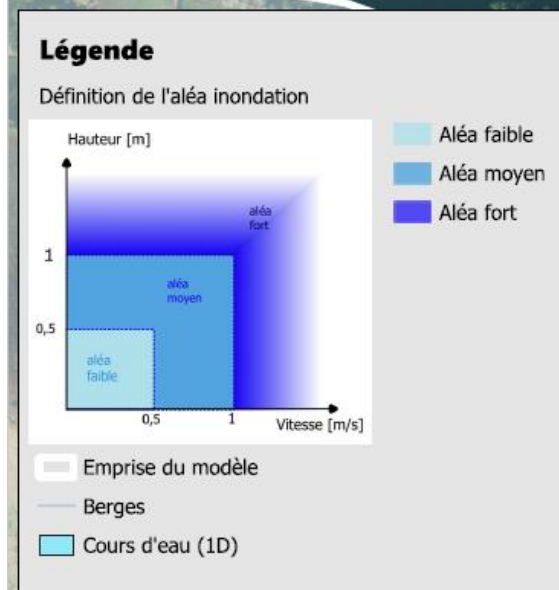 Légende
Définition de l'aléa inondation
Hauteur [m]
aléa
fort
1
aléa
moyen
0,5
aléa
faible
0,5
1
Vitesse [m/s]
Aléa faible
Aléa moyen
Aléa fort
Emprise du modèle
Berges
Cours d'eau (1D)